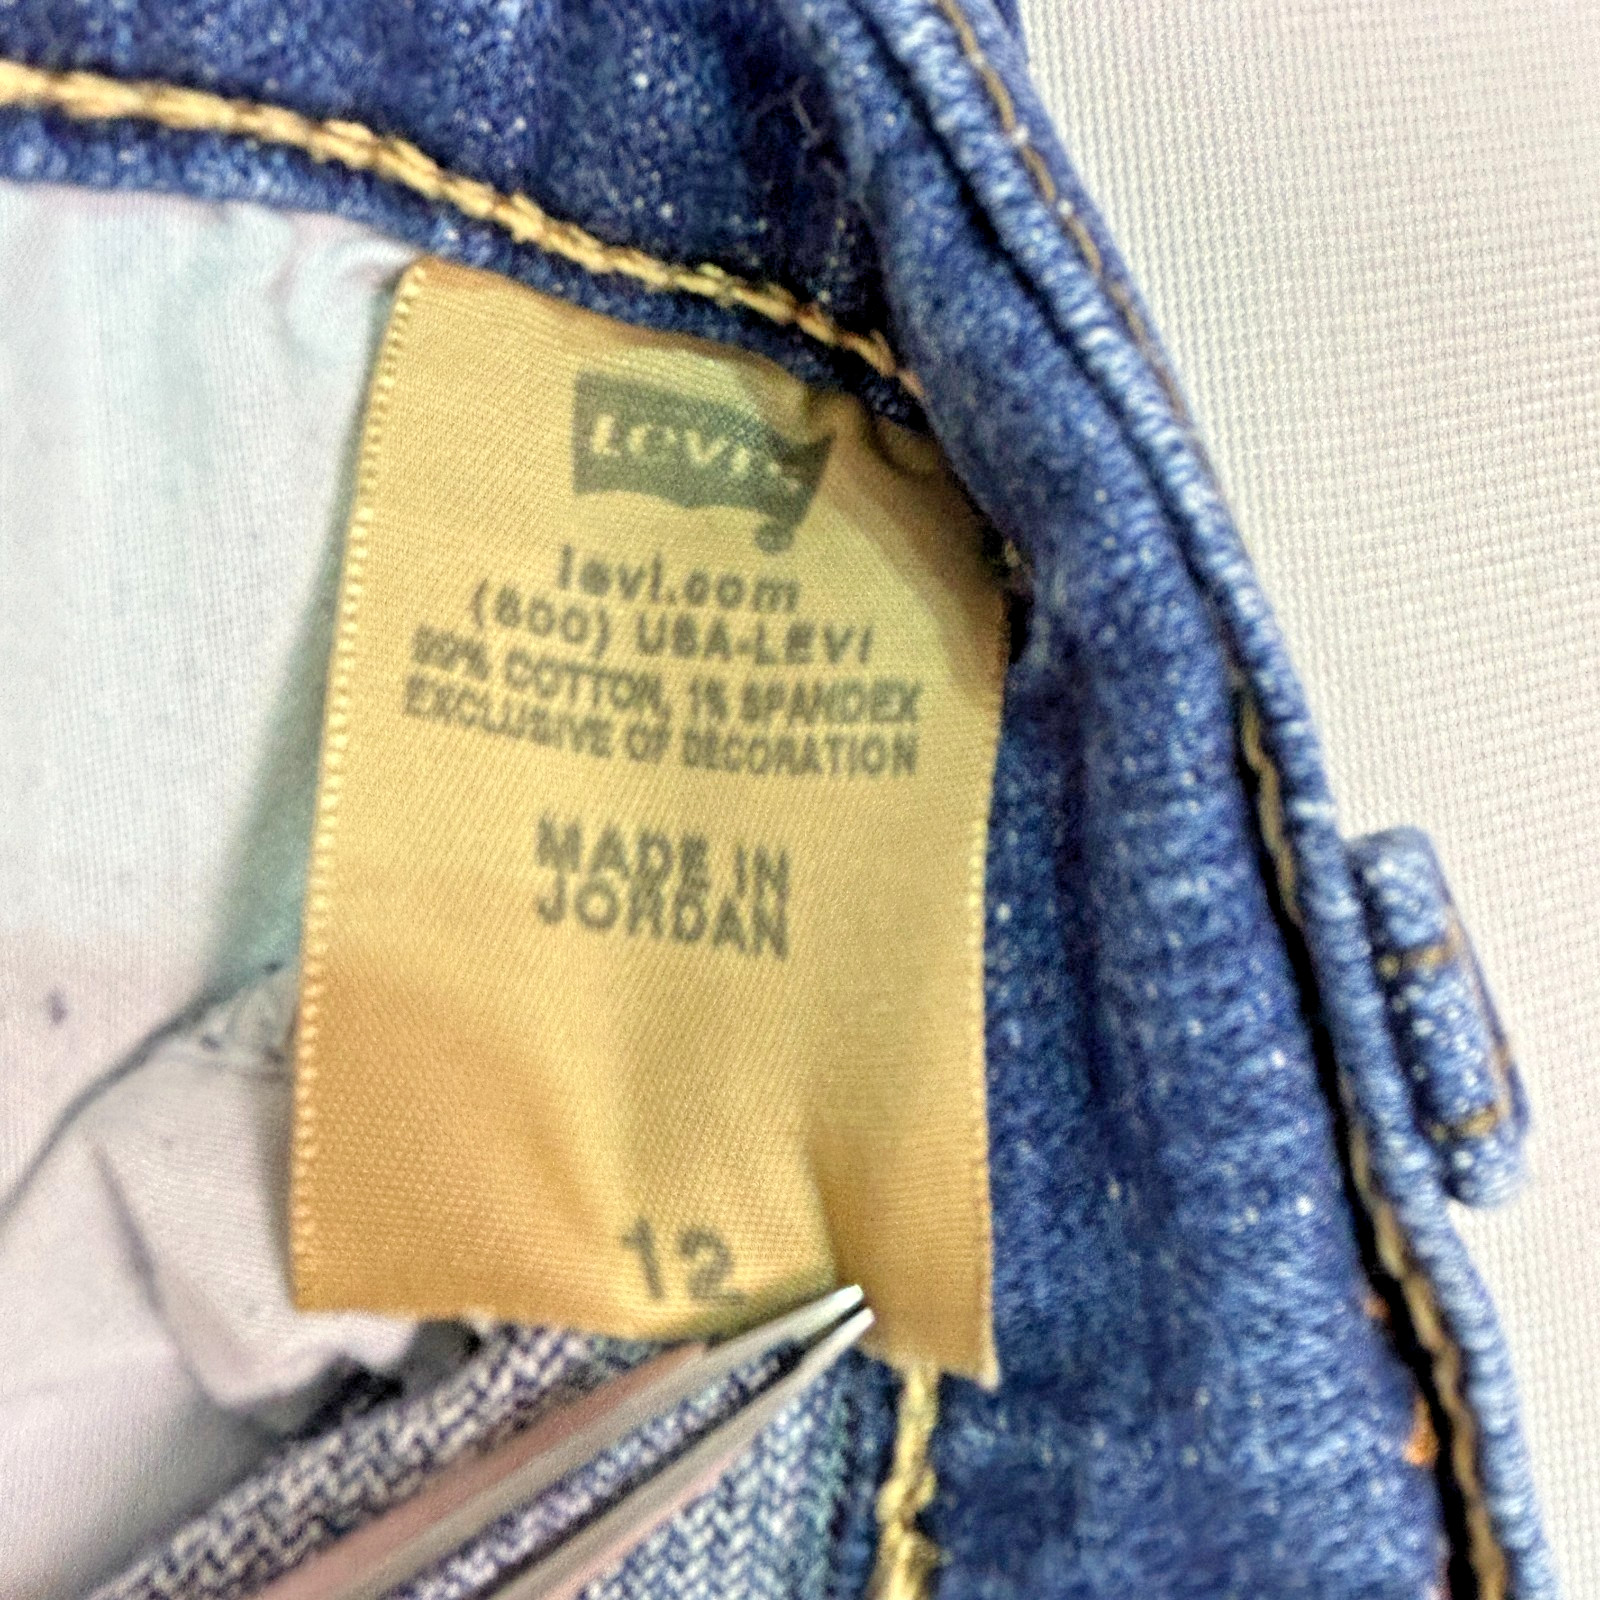 Levi's
levi.com
(800) USA-LEVI
99% COTTON, 1% SPANDEX
EXCLUSIVE OF DECORATION
MADE IN
JORDAN
12